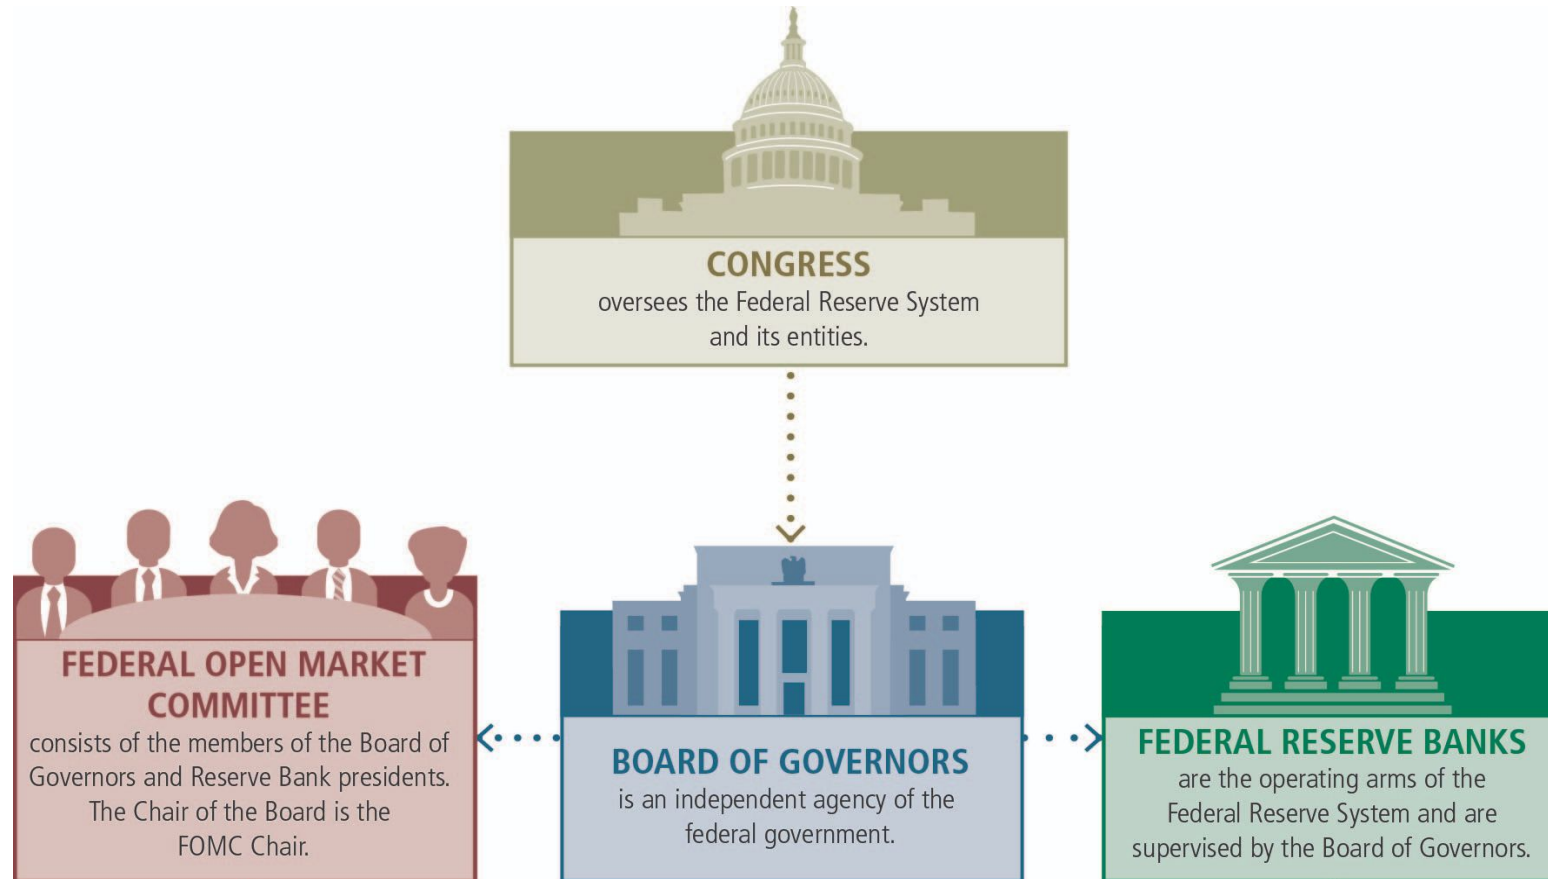 CONGRESS
oversees the Federal Reserve System
and its entities.
FEDERAL OPEN MARKET
COMMITTEE
consists of the members of the Board of
Governors and Reserve Bank presidents.
The Chair of the Board is the
FOMC Chair.
BOARD OF GOVERNORS
is an independent agency of the
federal government.
FEDERAL RESERVE BANKS
are the operating arms of the
Federal Reserve System and are
supervised by the Board of Governors.